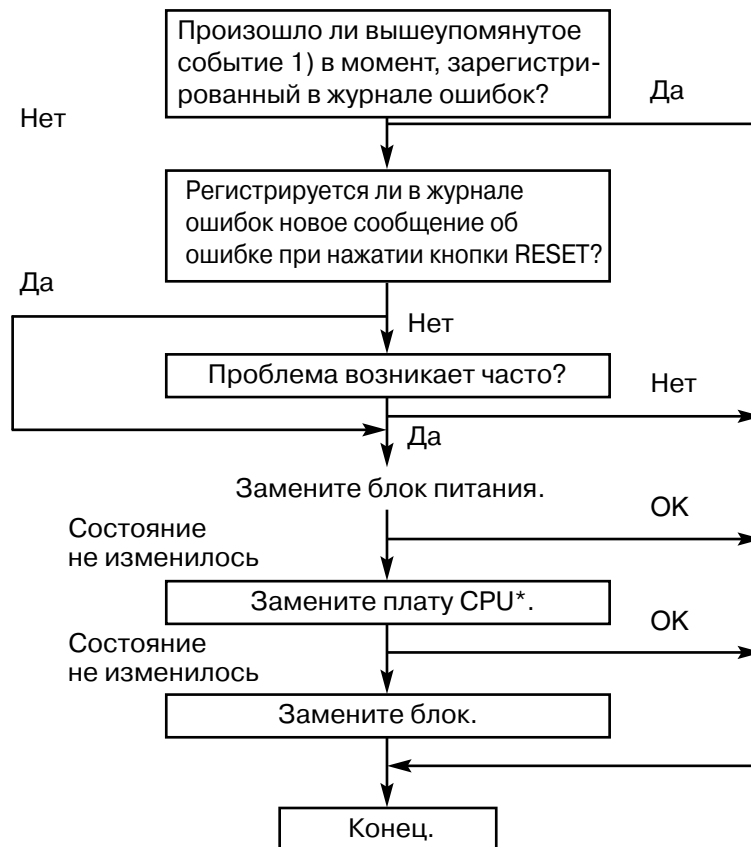 Произошло ли вышеупомянутое
событие 1) в момент, зарегистри-
рованный в журнале ошибок?
Да
Нет
Регистрируется ли в журнале
ошибок новое сообщение об
ошибке при нажатии кнопки RESET?
Да
Нет
Проблема возникает часто?
Нет
Да
Замените блок питания.
OK
Состояние
не изменилось
Замените плату CPU*.
OK
Состояние
не изменилось
Замените блок.
Конец.